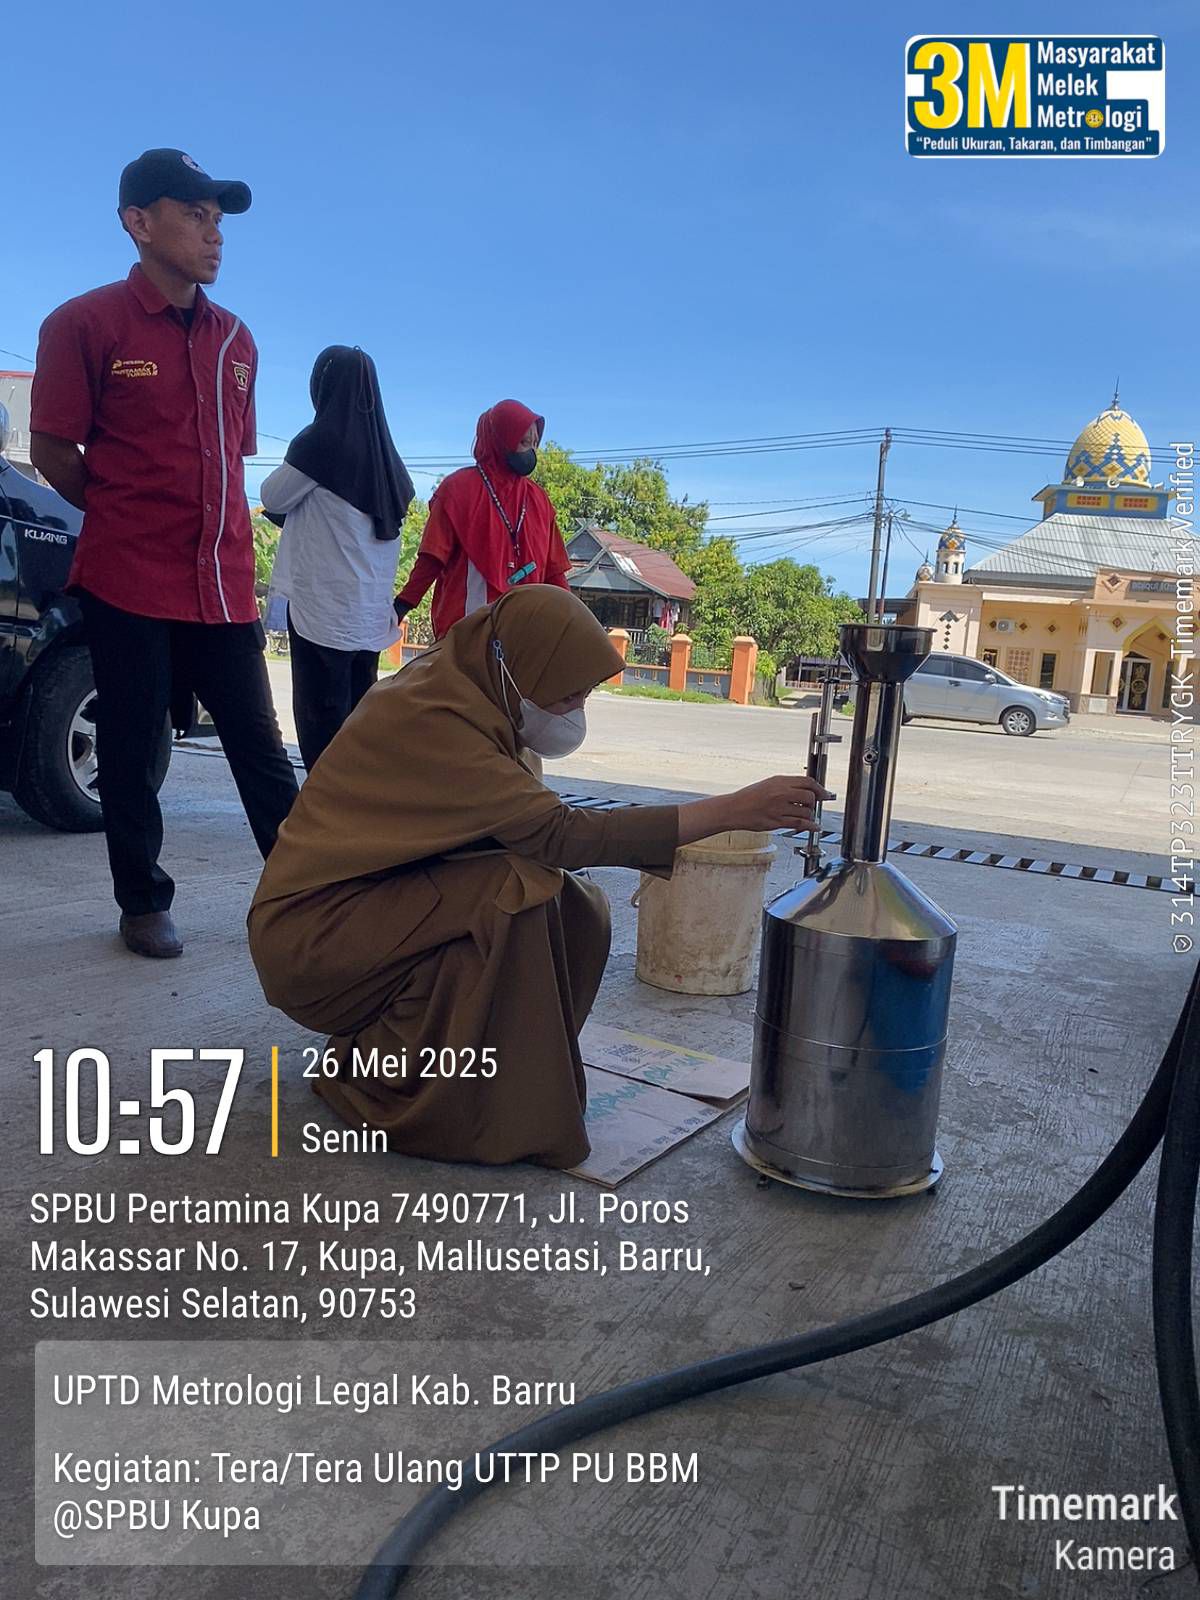 3M Masyarakat
Melek
Metrologi
"Peduli Ukuran, Takaran, dan Timbangan"
PERTAMAX
TURBO
KIJANG
314TP323TTRYGK Timemark Verified
10:57
26 Mei 2025
Senin
SPBU Pertamina Kupa 7490771, Jl. Poros
Makassar No. 17, Kupa, Mallusetasi, Barru,
Sulawesi Selatan, 90753
UPTD Metrologi Legal Kab. Barru
Kegiatan: Tera/Tera Ulang UTTP PU BBM
@SPBU Kupa
Timemark
Kamera